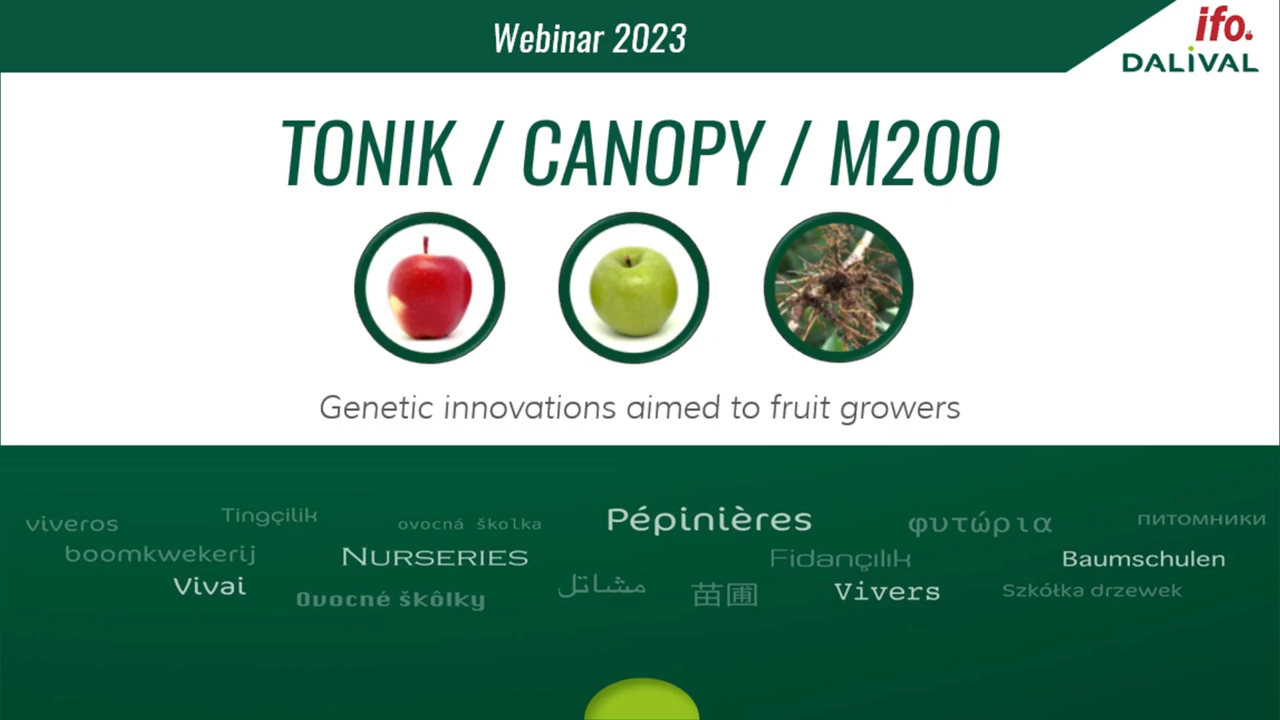 Webinar 2023
ifo.
DALiVAL
TONIK / CANOPY / M200
Genetic innovations aimed to fruit growers
viveros
Tingçilik
ovocná školka
Pépinières
φυτώρια
питомники
boomkwekerij
NURSERIES
Fidançılık
Baumschulen
Vivai
Ovocné škôlky
مشاتل
苗圃
Vivers
Szkółka drzewek